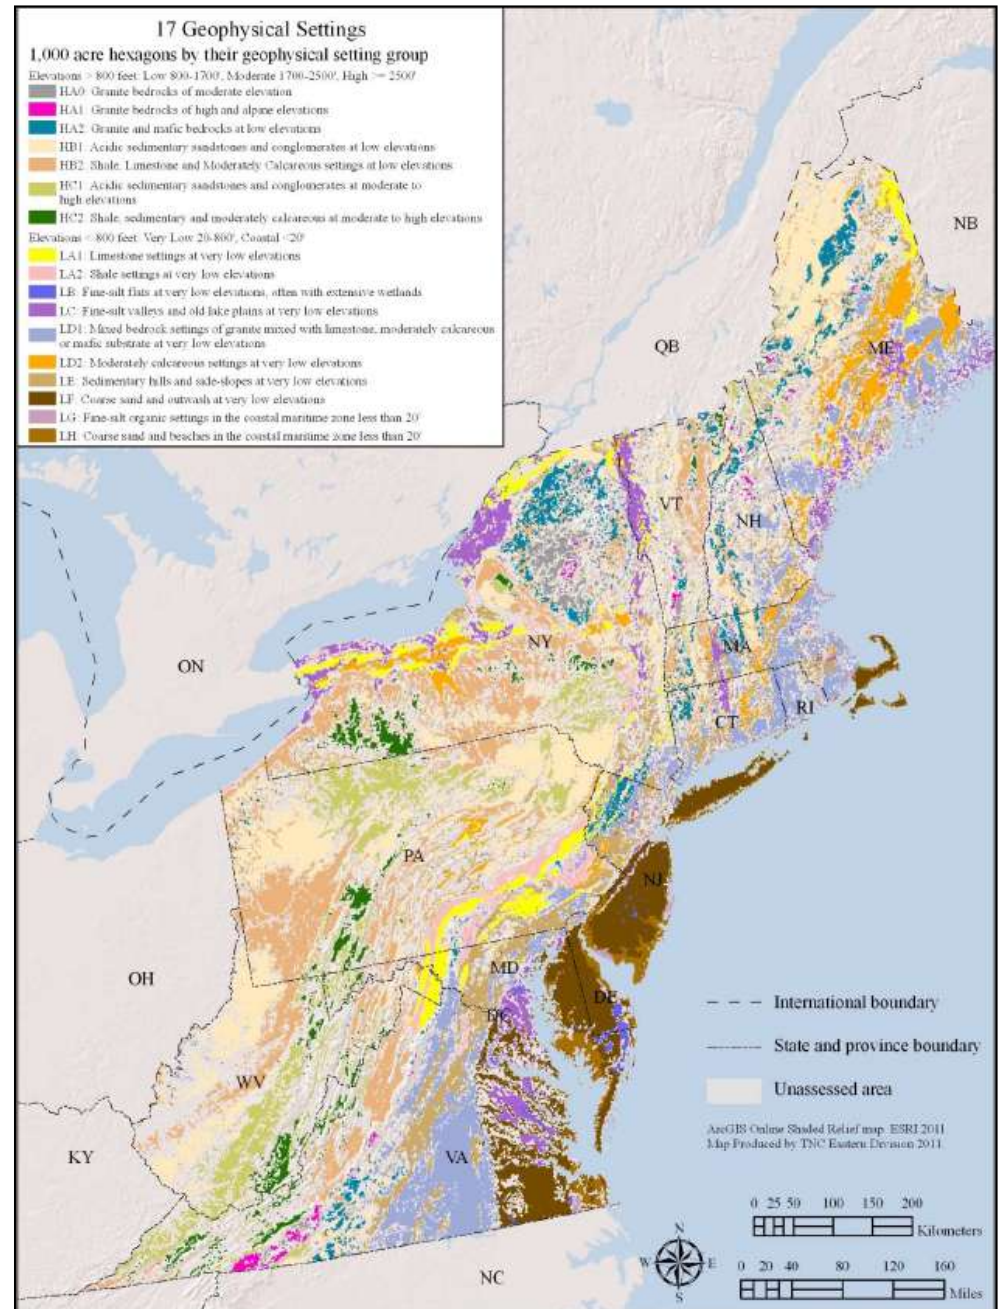 17 Geophysical Settings
1,000 acre hexagons by their geophysical setting group
Elevations > 800 feet: Low 800-1700', Moderate 1700-2500', High >= 2500'
HA0: Granite bedrocks of moderate elevation
HA1: Granite bedrocks of high and alpine elevations
HA2: Granite and mafic bedrocks at low elevations
HB1: Acidic sedimentary sandstones and conglomerates at low elevations
HB2: Shale, Limestone and Moderately Calcareous settings at low elevations
HC1: Acidic sedimentary sandstones and conglomerates at moderate to
high elevations
HC2: Shale, sedimentary and moderately calcareous at moderate to high elevations
Elevations < 800 feet: Very Low 20-800', Coastal <20'
LA1: Limestone settings at very low elevations
LA2: Shale settings at very low elevations
LB: Fine-silt flats at very low elevations, often with extensive wetlands
LC: Fine-silt valleys and old lake plains at very low elevations
LD1: Mixed bedrock settings of granite mixed with limestone, moderately calcareous
or mafic substrate at very low elevations
LD2: Moderately calcareous settings at very low elevations
LE: Sedimentary hills and side-slopes at very low elevations
LF: Coarse sand and outwash at very low elevations
LG: Fine-silt organic settings in the coastal maritime zone less than 20'
LH: Coarse sand and beaches in the coastal maritime zone less than 20'
NB
QB
ME
VT
NH
NY
MA
ON
CT
RI
PA
NJ
OH
MD
DE
DC
WV
KY
VA
NC
International boundary
State and province boundary
Unassessed area
ArcGIS Online Shaded Relief map. ESRI 2011.
Map Produced by TNC Eastern Division 2011.
0 25 50 100 150 200
Kilometers
0 20 40 80 120 160
Miles
N
W E
S